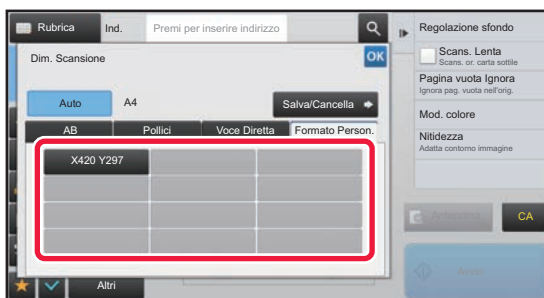 Rubrica
Ind.
Premi per inserire indirizzo
Dim. Scansione
OK
Auto
A4
Salva/Cancella
AB
Pollici
Voce Diretta
Formato Person.
X420 Y297
Altri
Regolazione sfondo
Scans. Lenta
Scans. or. carta sottile
Pagina vuota Ignora
Ignora pag. vuota nell'orig.
Mod. colore
Nitidezza
Adatta contorno immagine
Anteprima
CA
Avvio